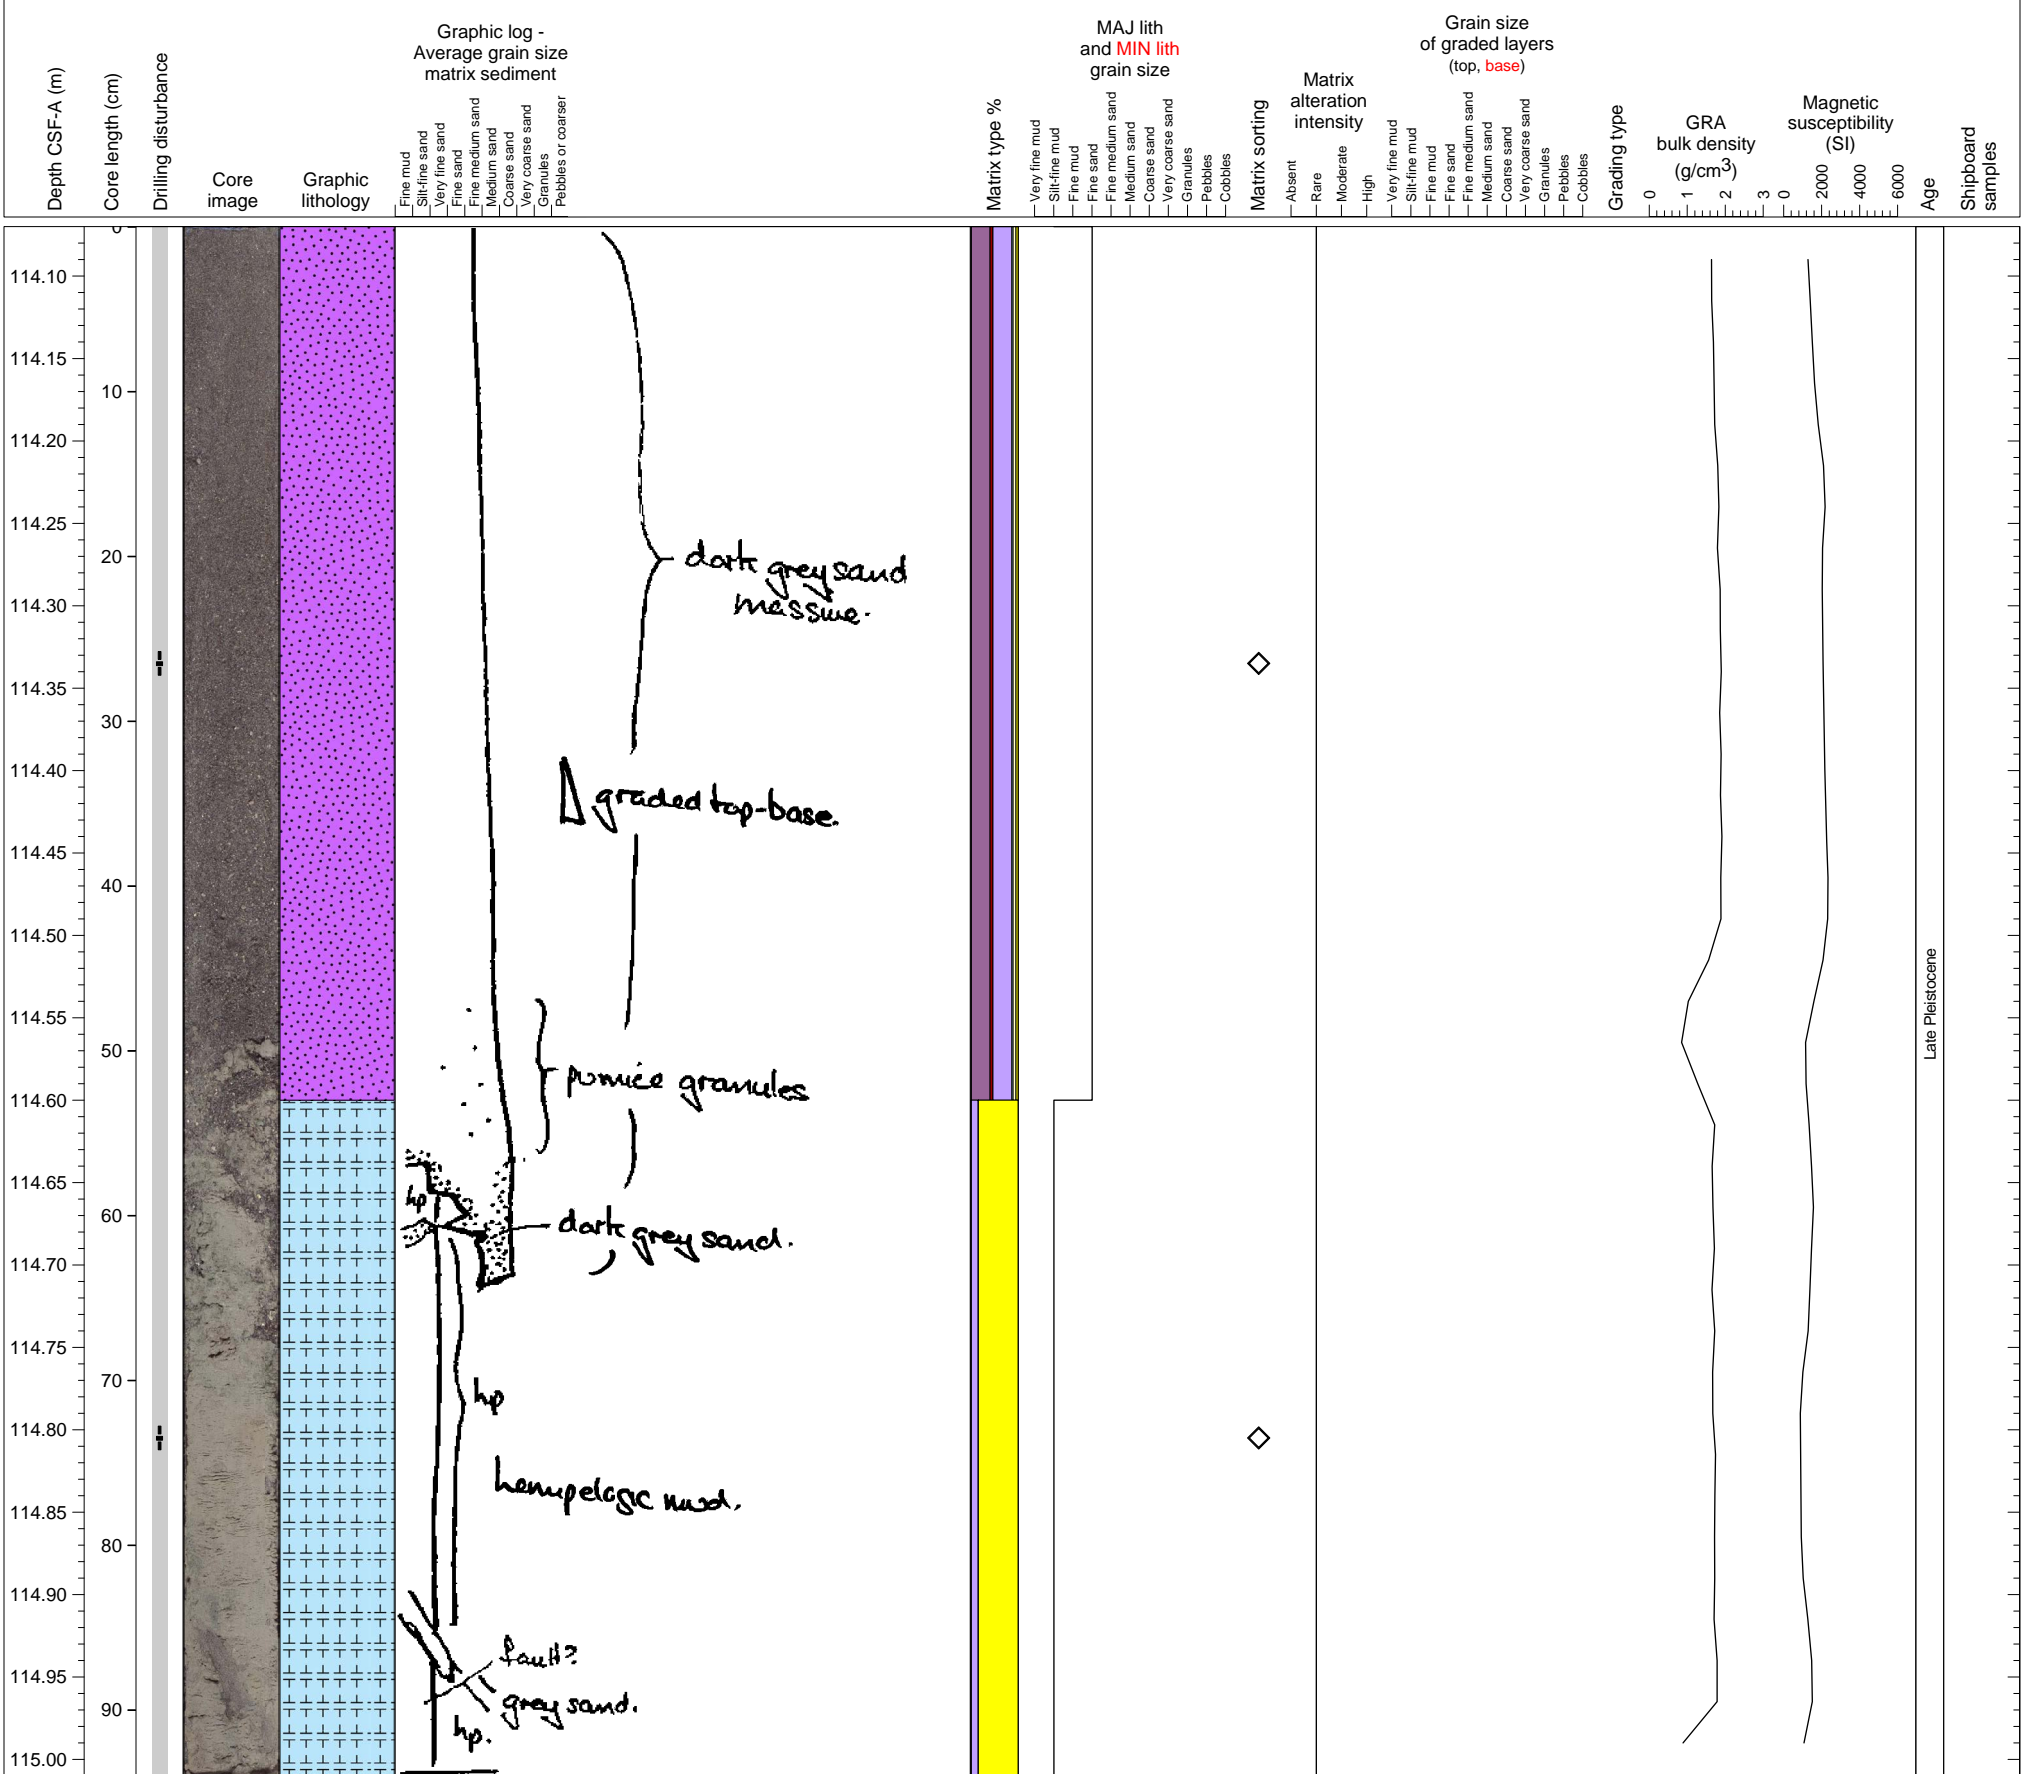 Depth CSF-A (m)
Core length (cm)
Drilling disturbance
Core
image
Graphic
lithology
Graphic log -
Average grain size
matrix sediment
Fine mud
Silt-fine sand
Very fine sand
Fine sand
Fine medium sand
Medium sand
Coarse sand
Very coarse sand
Granules
Pebbles or coarser
Matrix type %
MAJ lith
and MIN lith
grain size
Very fine mud
Silt-fine mud
Fine mud
Fine sand
Fine medium sand
Medium sand
Coarse sand
Very coarse sand
Granules
Pebbles
Cobbles
Matrix sorting
Matrix
alteration
intensity
Absent
Rare
Moderate
High
Grain size
of graded layers
(top, base)
Very fine mud
Silt-fine mud
Fine mud
Fine sand
Fine medium sand
Medium sand
Coarse sand
Very coarse sand
Granules
Pebbles
Cobbles
Grading type
GRA
bulk density
(g/cm3)
0 1 2 3
Magnetic
susceptibility
(SI)
0 2000 4000 6000
Age
Shipboard
samples
0
114.10
114.15
10
114.20
114.25
20
dark grey sand
massive.
114.30
114.35
30
114.40
graded top-base.
114.45
40
114.50
114.55
50
pumice granules
114.60
114.65
hp
60
dark grey sand.
114.70
114.75
70
hp
114.80
hemipelagic mud.
114.85
80
114.90
fault?
114.95
grey sand.
90
hp.
115.00
Late Pleistocene